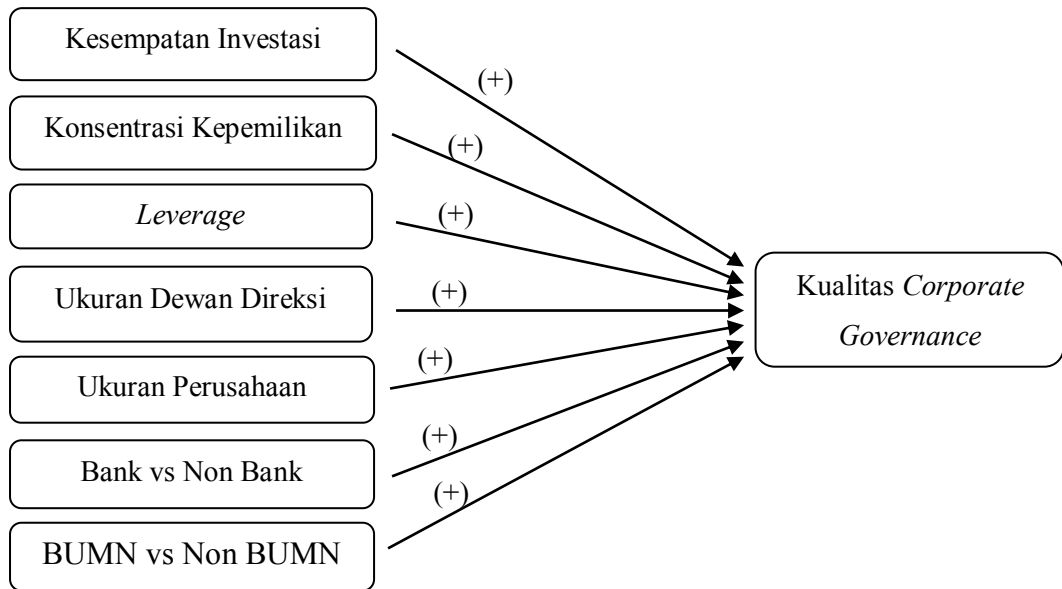 Kesempatan Investasi
(+)
Konsentrasi Kepemilikan
(+)
Leverage
(+)
Ukuran Dewan Direksi
(+)
Ukuran Perusahaan
(+)
Bank vs Non Bank
(+)
BUMN vs Non BUMN
(+)
Kualitas Corporate
Governance